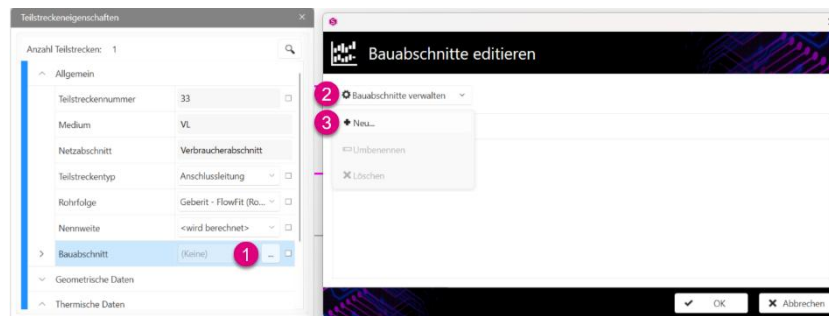 Teilstreckeneigenschaften
Anzahl Teilstrecken: 1
Allgemein
Teilstreckennummer 33
Medium VL
Netzabschnitt Verbraucherabschnitt
Teilstreckentyp Anschlussleitung
Rohrfolge Geberit - FlowFit (Ro...
Nennweite <wird berechnet>
Bauabschnitt (Keine) 1 ...
Geometrische Daten
Thermische Daten
Bauabschnitte editieren
2 Bauabschnitte verwalten
3 Neu...
Umbenennen
Löschen
OK Abbrechen